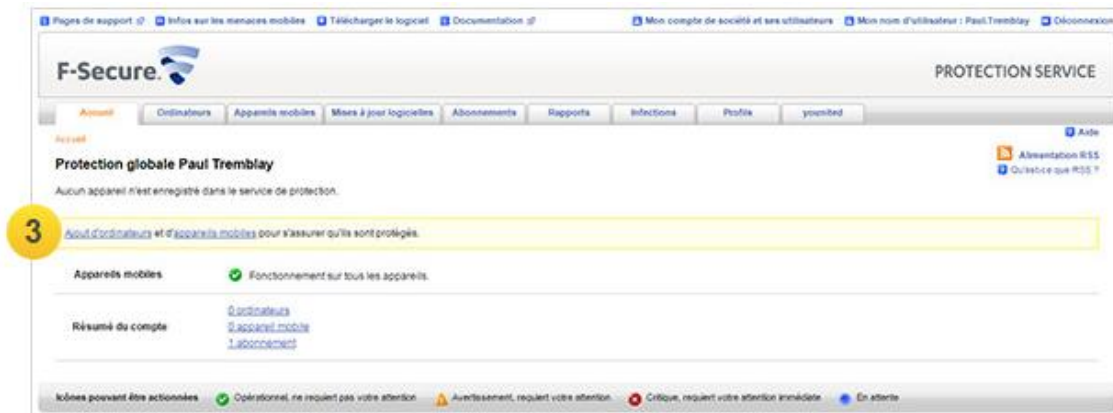 Pages de support Infos sur les menaces mobiles Télécharger le logiciel Documentation Mon compte de société et ses utilisateurs Mon nom d'utilisateur : Paul.Tremblay Déconnexion
F-Secure. PROTECTION SERVICE
Accueil Ordinateurs Appareils mobiles Mises à jour logicielles Abonnements Rapports Infections Profils younited
Accueil Aide
Protection globale Paul Tremblay Alimentation RSS
Qu'est-ce que RSS ?
Aucun appareil n'est enregistré dans le service de protection.
3 Ajout d'ordinateurs et d'appareils mobiles pour s'assurer qu'ils sont protégés.
Appareils mobiles Fonctionnement sur tous les appareils.
0 ordinateurs
Résumé du compte 0 appareil mobile
1 abonnement
Icônes pouvant être actionnées Opérationnel, ne requiert pas votre attention Avertissement, requiert votre attention Critique, requiert votre attention immédiate En attente